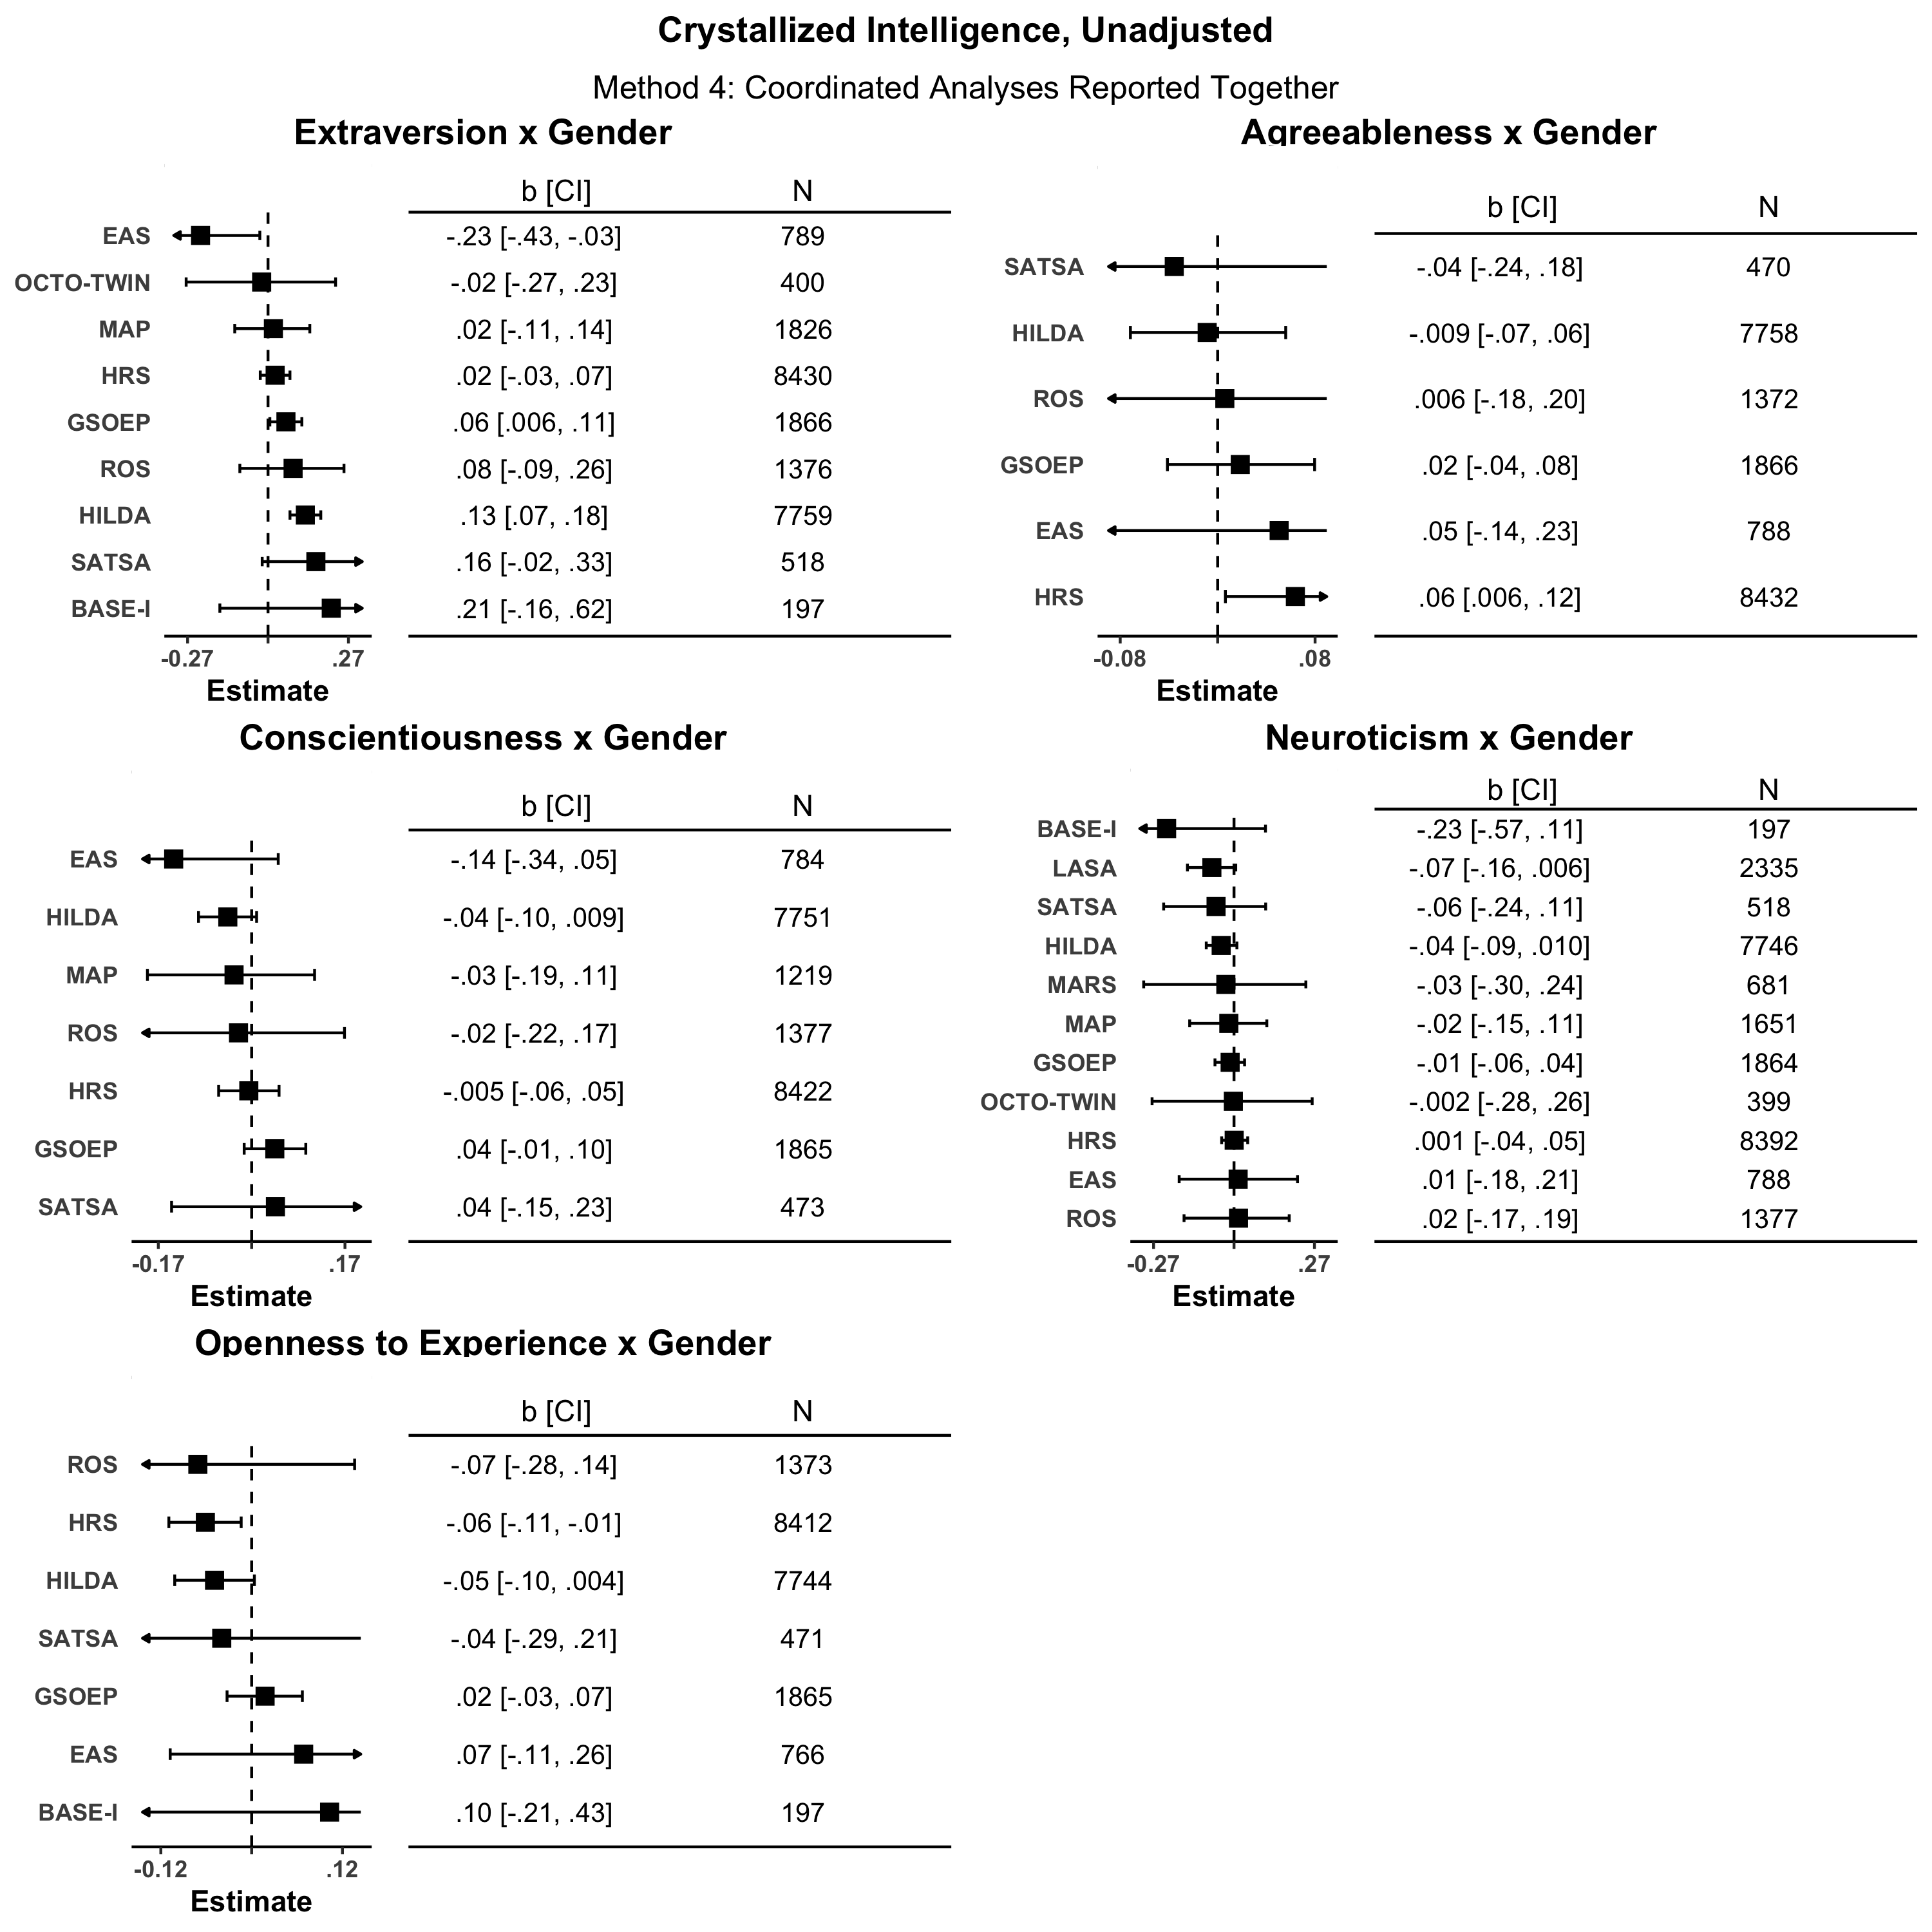 Crystallized Intelligence, Unadjusted
Method 4: Coordinated Analyses Reported Together
Extraversion x Gender
b [CI] N
EAS -.23 [-.43, -.03] 789
OCTO-TWIN -.02 [-.27, .23] 400
MAP .02 [-.11, .14] 1826
HRS .02 [-.03, .07] 8430
GSOEP .06 [.006, .11] 1866
ROS .08 [-.09, .26] 1376
HILDA .13 [.07, .18] 7759
SATSA .16 [-.02, .33] 518
BASE-I .21 [-.16, .62] 197
-0.27 .27
Estimate
Agreeableness x Gender
b [CI] N
SATSA -.04 [-.24, .18] 470
HILDA -.009 [-.07, .06] 7758
ROS .006 [-.18, .20] 1372
GSOEP .02 [-.04, .08] 1866
EAS .05 [-.14, .23] 788
HRS .06 [.006, .12] 8432
-0.08 .08
Estimate
Conscientiousness x Gender
b [CI] N
EAS -.14 [-.34, .05] 784
HILDA -.04 [-.10, .009] 7751
MAP -.03 [-.19, .11] 1219
ROS -.02 [-.22, .17] 1377
HRS -.005 [-.06, .05] 8422
GSOEP .04 [-.01, .10] 1865
SATSA .04 [-.15, .23] 473
-0.17 .17
Estimate
Neuroticism x Gender
b [CI] N
BASE-I -.23 [-.57, .11] 197
LASA -.07 [-.16, .006] 2335
SATSA -.06 [-.24, .11] 518
HILDA -.04 [-.09, .010] 7746
MARS -.03 [-.30, .24] 681
MAP -.02 [-.15, .11] 1651
GSOEP -.01 [-.06, .04] 1864
OCTO-TWIN -.002 [-.28, .26] 399
HRS .001 [-.04, .05] 8392
EAS .01 [-.18, .21] 788
ROS .02 [-.17, .19] 1377
-0.27 .27
Estimate
Openness to Experience x Gender
b [CI] N
ROS -.07 [-.28, .14] 1373
HRS -.06 [-.11, -.01] 8412
HILDA -.05 [-.10, .004] 7744
SATSA -.04 [-.29, .21] 471
GSOEP .02 [-.03, .07] 1865
EAS .07 [-.11, .26] 766
BASE-I .10 [-.21, .43] 197
-0.12 .12
Estimate